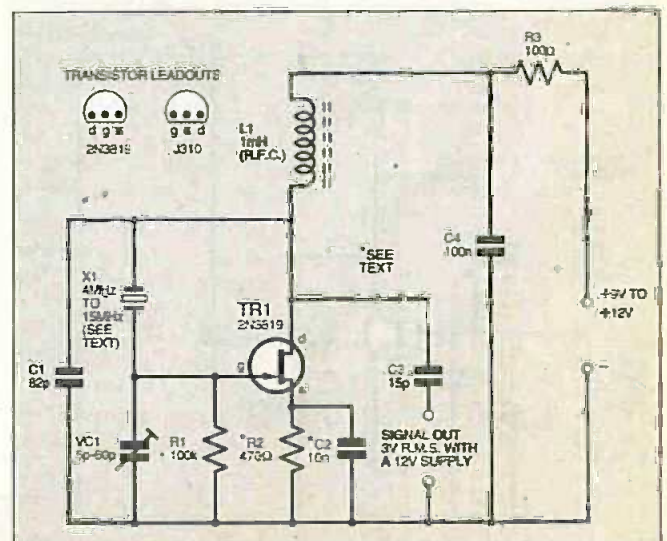 TRANSISTOR LEADOUTS
d g s
2N3819
g s d
J310
L1
1mH
(R.F.C.)
R3
100Ω
*SEE
TEXT
C4
100n
+9V TO
+12V
–
X1
4MHz
TO
15MHz
(SEE
TEXT)
TR1
2N3819
d
g
s
C1
82p
VC1
5p-60p
R1
100k
*R2
470Ω
*C2
10n
C3
15p
SIGNAL OUT
3V R.M.S. WITH
A 12V SUPPLY